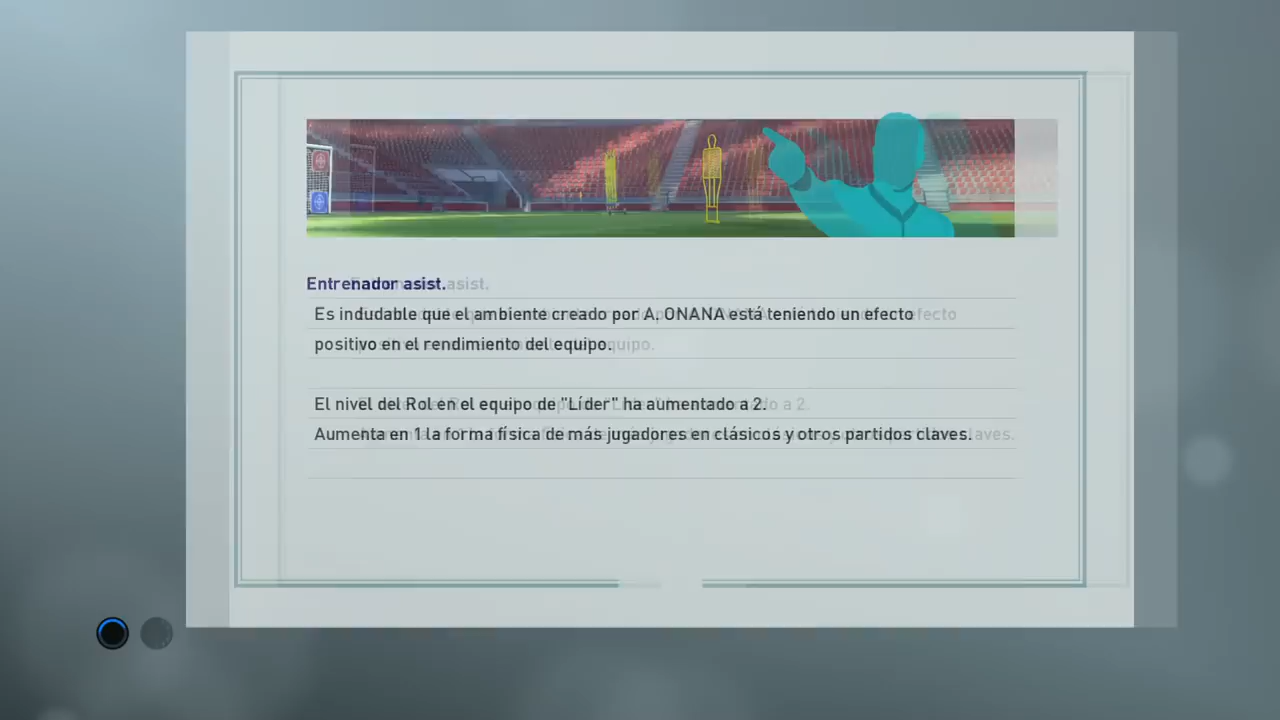 Entrenador asist.
Es indudable que el ambiente creado por A. ONANA está teniendo un efecto
positivo en el rendimiento del equipo.
El nivel del Rol en el equipo de "Líder" ha aumentado a 2.
Aumenta en 1 la forma física de más jugadores en clásicos y otros partidos claves.